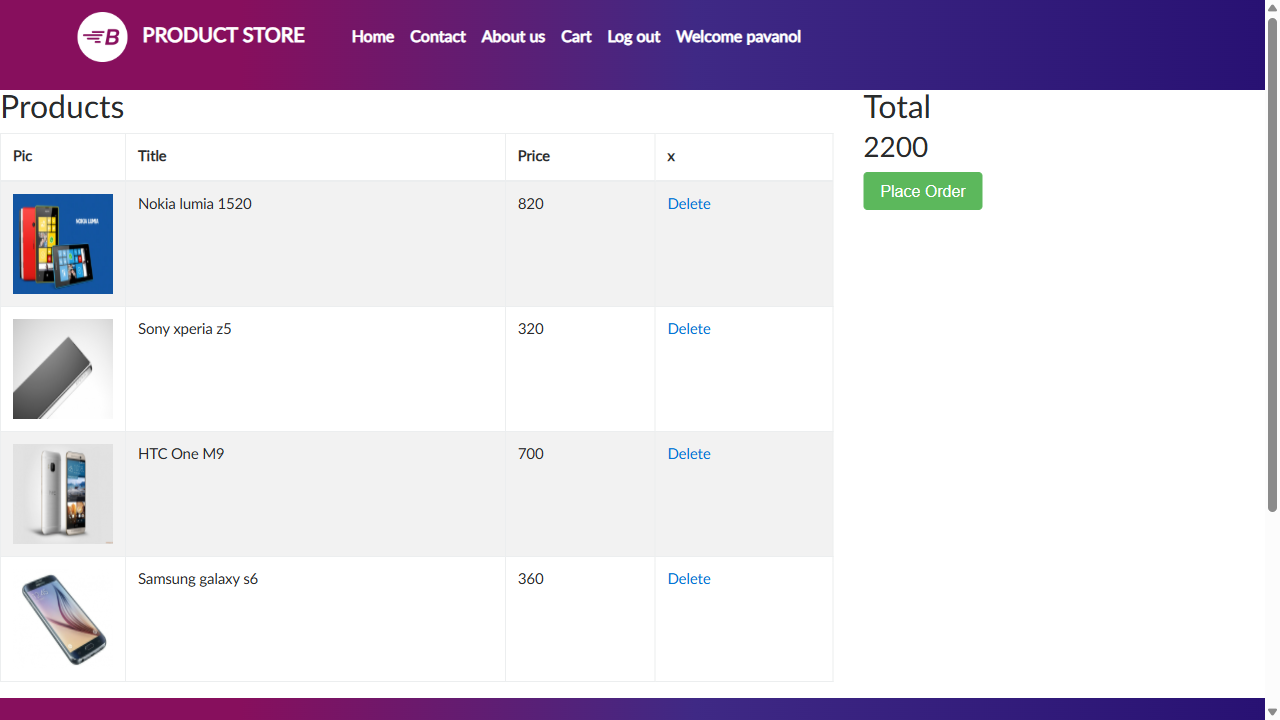 B PRODUCT STORE Home Contact About us Cart Log out Welcome pavanol
Products
Pic Title Price x
NOKIA LUMIA Nokia lumia 1520 820 Delete
Sony xperia z5 320 Delete
HTC One M9 700 Delete
Samsung galaxy s6 360 Delete
Total
2200
Place Order